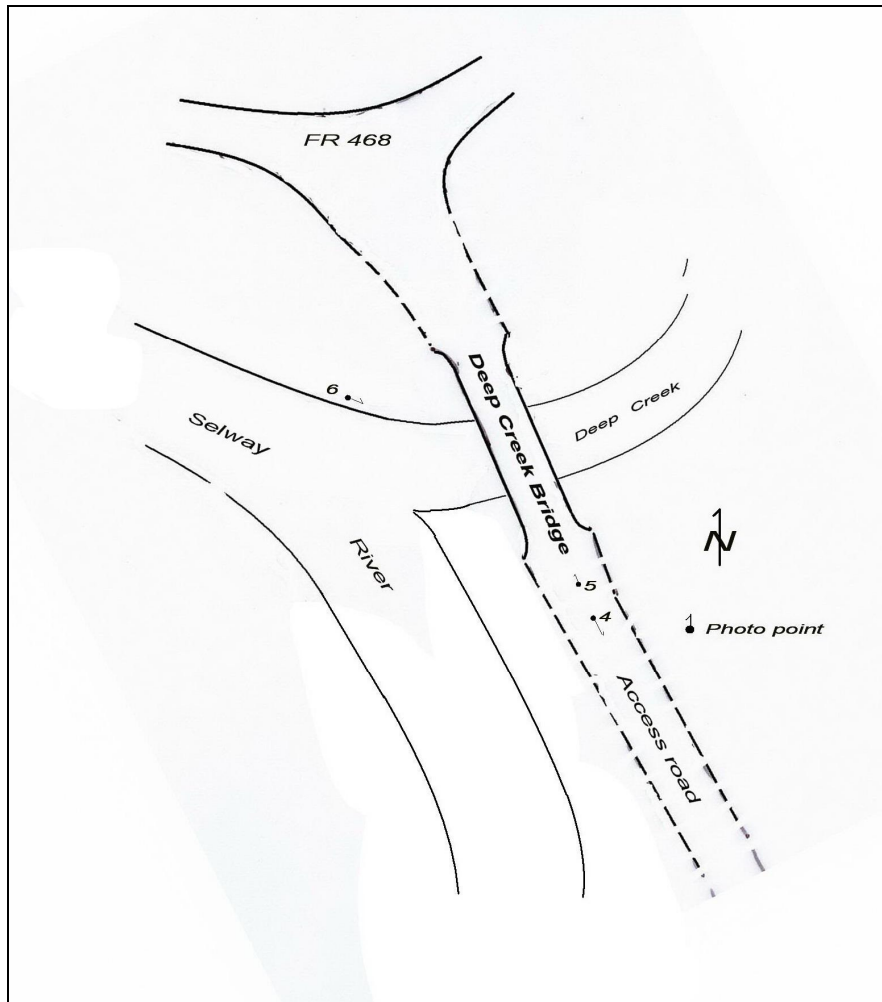 FR 468
6
Selway
River
Deep Creek Bridge
Deep Creek
N
5
4
Photo point
Access road